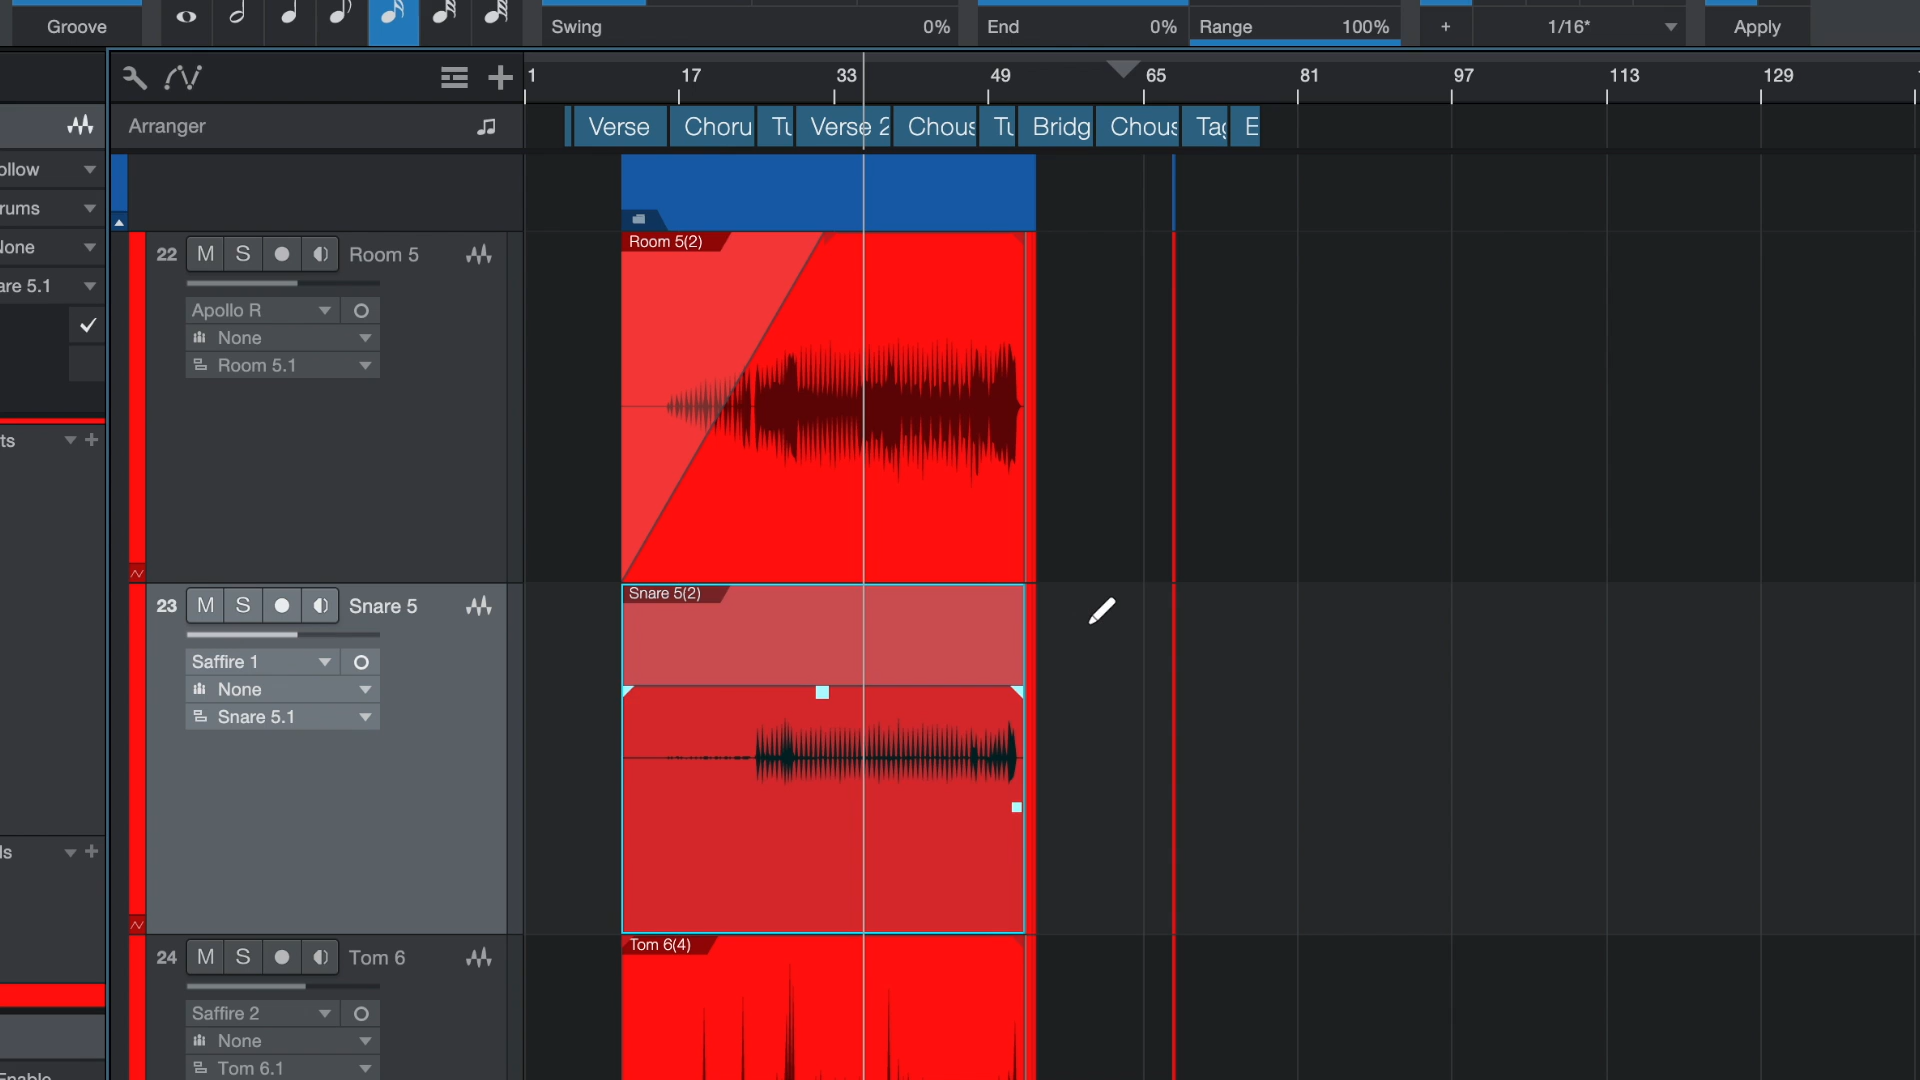 Groove
Swing 0%
End 0%
Range 100%
+ 1/16*
Apply
1 17 33 49 65 81 97 113 129
Arranger
Verse Choru Verse 2 Chous Bridg Chous Tag E
ollow
rums
lone
are 5.1
ts
ls
22 M S Room 5
Apollo R
None
Room 5.1
Room 5(2)
23 M S Snare 5
Saffire 1
None
Snare 5.1
Snare 5(2)
24 M S Tom 6
Saffire 2
None
Tom 6.1
Tom 6(4)